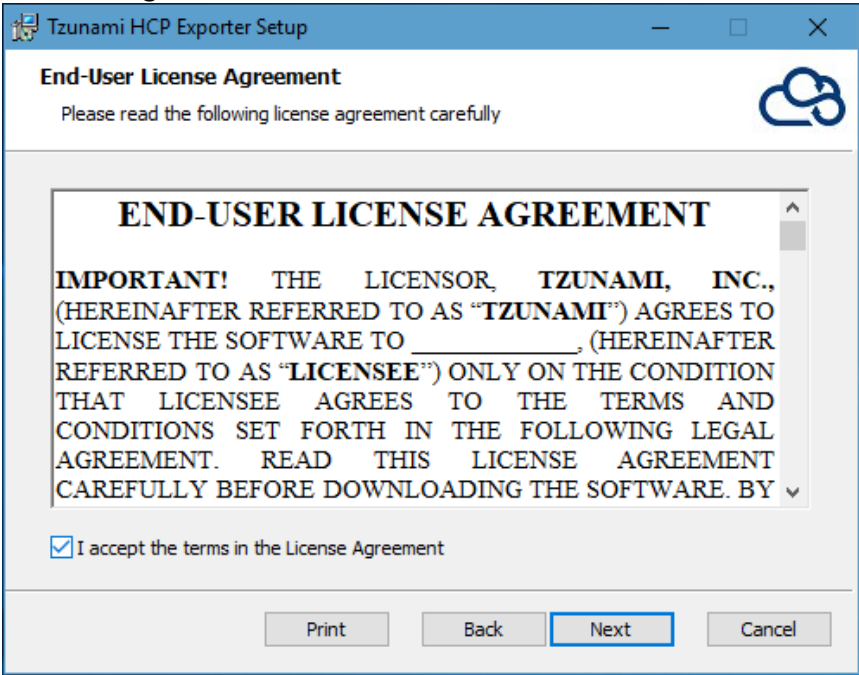 Tzunami HCP Exporter Setup
End-User License Agreement
Please read the following license agreement carefully
END-USER LICENSE AGREEMENT
IMPORTANT! THE LICENSOR, TZUNAMI, INC.,
(HEREINAFTER REFERRED TO AS “TZUNAMI”) AGREES TO
LICENSE THE SOFTWARE TO ____________, (HEREINAFTER
REFERRED TO AS “LICENSEE”) ONLY ON THE CONDITION
THAT LICENSEE AGREES TO THE TERMS AND
CONDITIONS SET FORTH IN THE FOLLOWING LEGAL
AGREEMENT. READ THIS LICENSE AGREEMENT
CAREFULLY BEFORE DOWNLOADING THE SOFTWARE. BY
I accept the terms in the License Agreement
Print Back Next Cancel